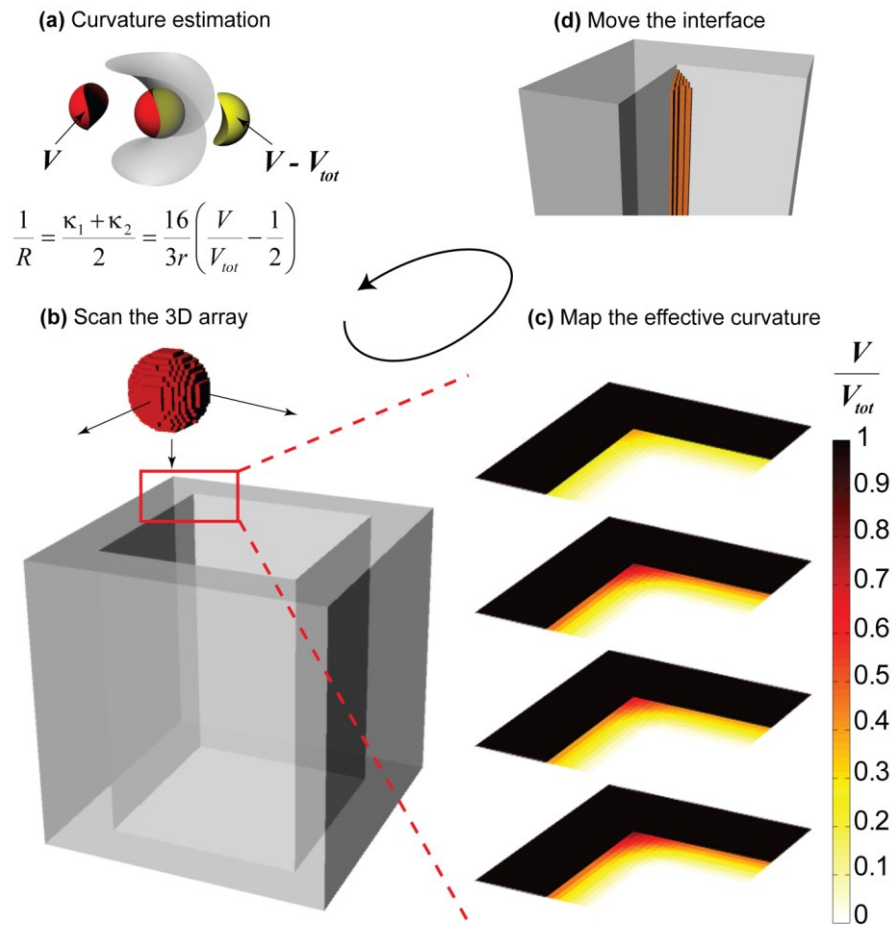 (a) Curvature estimation
V
V - V_tot
1/R = (κ₁ + κ₂)/2 = 16/3r (V/V_tot - 1/2)
(d) Move the interface
(b) Scan the 3D array
(c) Map the effective curvature
V/V_tot
1
0.9
0.8
0.7
0.6
0.5
0.4
0.3
0.2
0.1
0